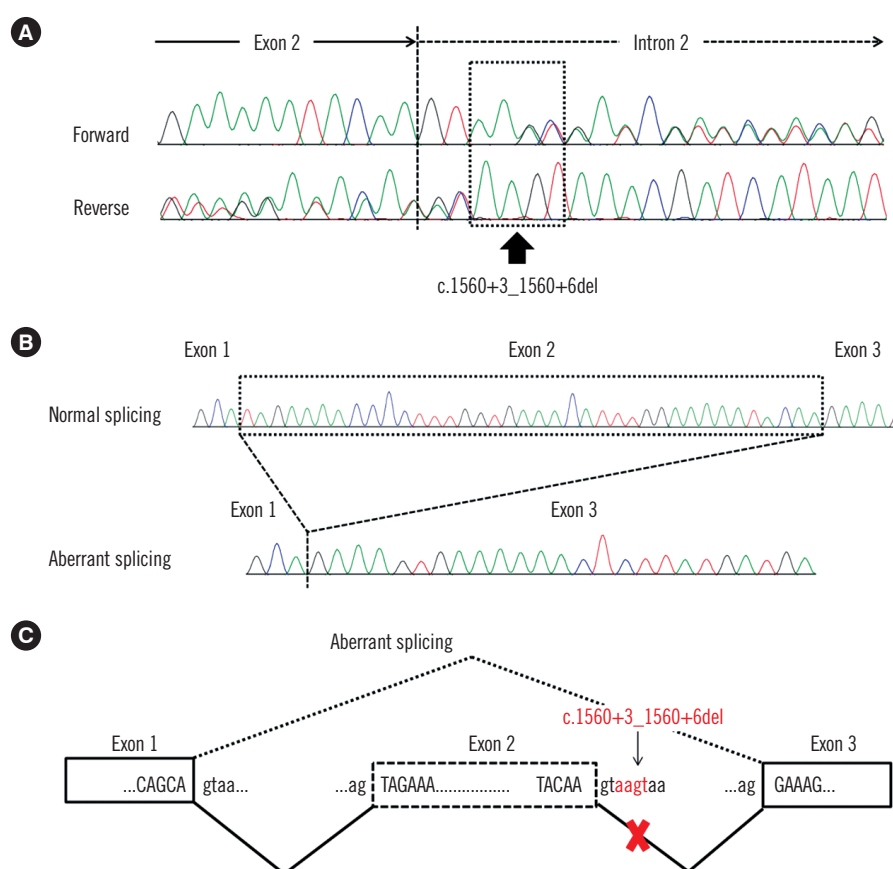 A
Exon 2 Intron 2
Forward
Reverse
c.1560+3_1560+6del
B
Exon 1 Exon 2 Exon 3
Normal splicing
Exon 1 Exon 3
Aberrant splicing
C
Aberrant splicing
c.1560+3_1560+6del
Exon 1 Exon 2 Exon 3
...CAGCA gtaa... ...ag TAGAAA................. TACAA gtaagtaa ...ag GAAAG...